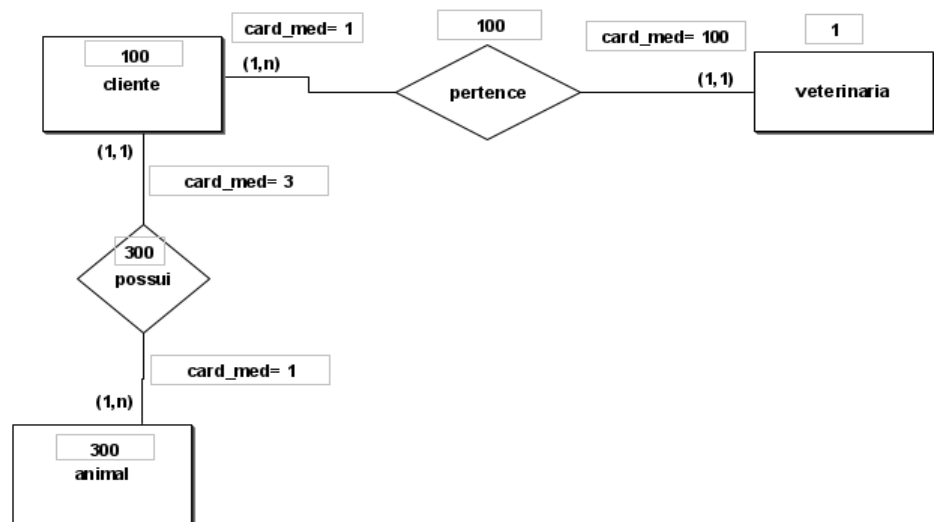 card_med= 1
100
card_med= 100
1
100
cliente
(1,n)
pertence
(1,1)
veterinaria
(1,1)
card_med= 3
300
possui
card_med= 1
(1,n)
300
animal